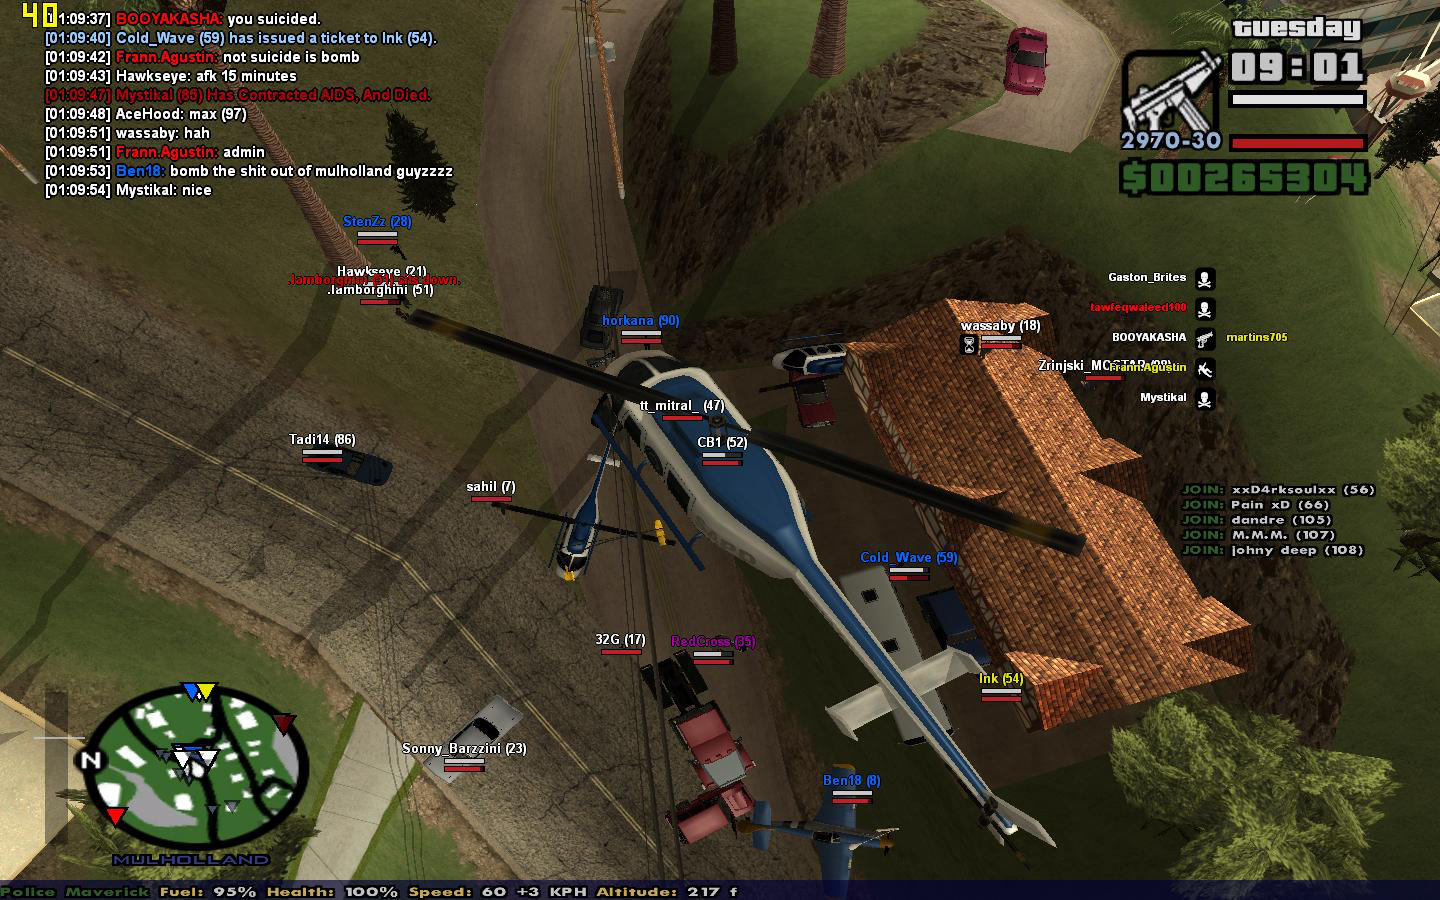 40
1:09:37] BOOYAKASHA: you suicided.
[01:09:40] Cold_Wave (59) has issued a ticket to Ink (54).
[01:09:42] Frann.Agustin: not suicide is bomb
[01:09:43] Hawkseye: afk 15 minutes
[01:09:47] Mystikal (85) Has Contracted AIDS, And Died.
[01:09:48] AceHood: max (97)
[01:09:51] wassaby: hah
[01:09:51] Frann.Agustin: admin
[01:09:53] Ben18: bomb the shit out of mulholland guyzzzz
[01:09:54] Mystikal: nice
Tuesday
09:01
2970-30
$00265304
StenZz (28)
Hawkseye (21)
.lamborghini (51) sits down.
.lamborghini (51)
horkana (90)
tt_mitral_ (47)
CB1 (52)
Tadi14 (86)
sahil (7)
wassaby (18)
Gaston_Brites
tawfeqwaleed100
BOOYAKASHA martins705
Zrinjski_MOSTAR
Frann.Agustin
Mystikal
JOIN: xxD4rksoulxx (56)
JOIN: Pain xD (66)
JOIN: dandre (105)
JOIN: M.M.M. (107)
JOIN: johny deep (108)
Cold_Wave (59)
32G (17)
RedCross (35)
Ink (54)
Sonny_Barzzini (23)
Ben18 (8)
N
MULHOLLAND
Police Maverick Fuel: 95% Health: 100% Speed: 60 +3 KPH Altitude: 217 f